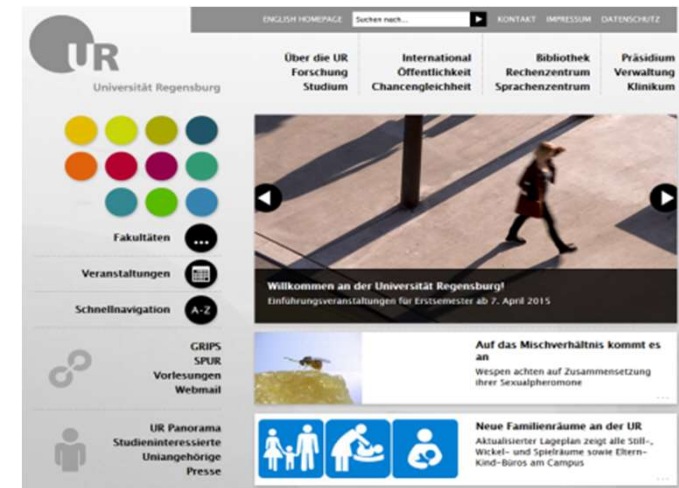 ENGLISH HOMEPAGE
Suchen nach...
KONTAKT IMPRESSUM DATENSCHUTZ
UR
Universität Regensburg
Über die UR
Forschung
Studium
International
Öffentlichkeit
Chancengleichheit
Bibliothek
Rechenzentrum
Sprachenzentrum
Präsidium
Verwaltung
Klinikum
Fakultäten ...
Veranstaltungen
Schnellnavigation A-Z
GRIPS
SPUR
Vorlesungen
Webmail
UR Panorama
Studieninteressierte
Uniangehörige
Presse
Willkommen an der Universität Regensburg!
Einführungsveranstaltungen für Erstsemester ab 7. April 2015
Auf das Mischverhältnis kommt es
an
Wespen achten auf Zusammensetzung
ihrer Sexualpheromone
...
Neue Familienräume an der UR
Aktualisierter Lageplan zeigt alle Still-,
Wickel- und Spielräume sowie Eltern-
Kind-Büros am Campus
...